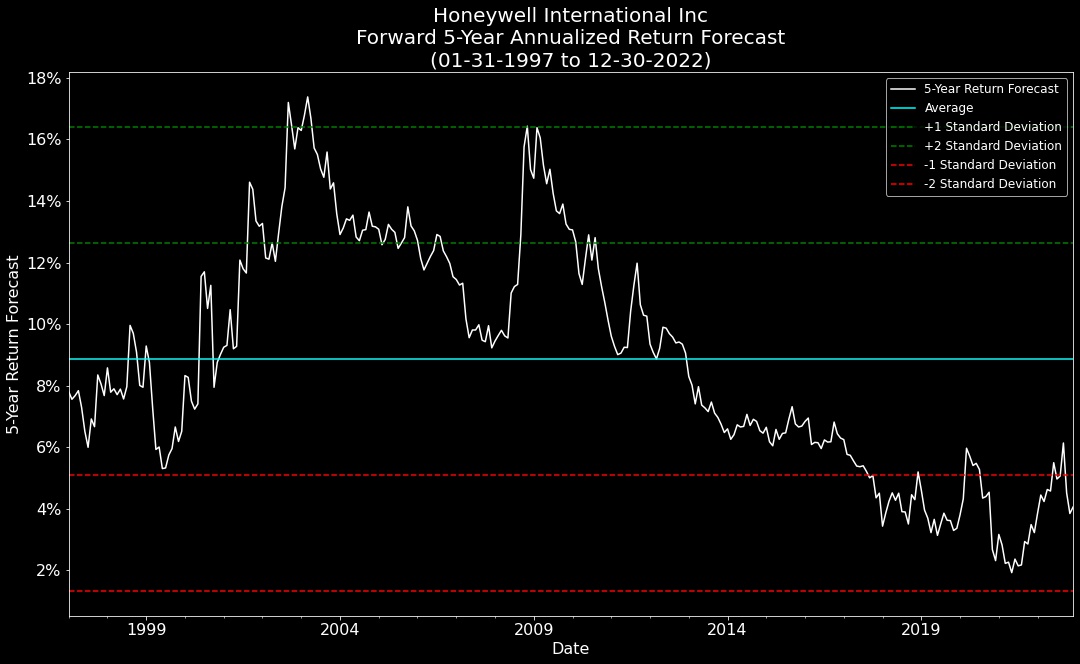 Honeywell International Inc
Forward 5-Year Annualized Return Forecast
(01-31-1997 to 12-30-2022)
18%
16%
14%
12%
10%
8%
6%
4%
2%
5-Year Return Forecast
5-Year Return Forecast
Average
+1 Standard Deviation
+2 Standard Deviation
-1 Standard Deviation
-2 Standard Deviation
1999 2004 2009 2014 2019
Date